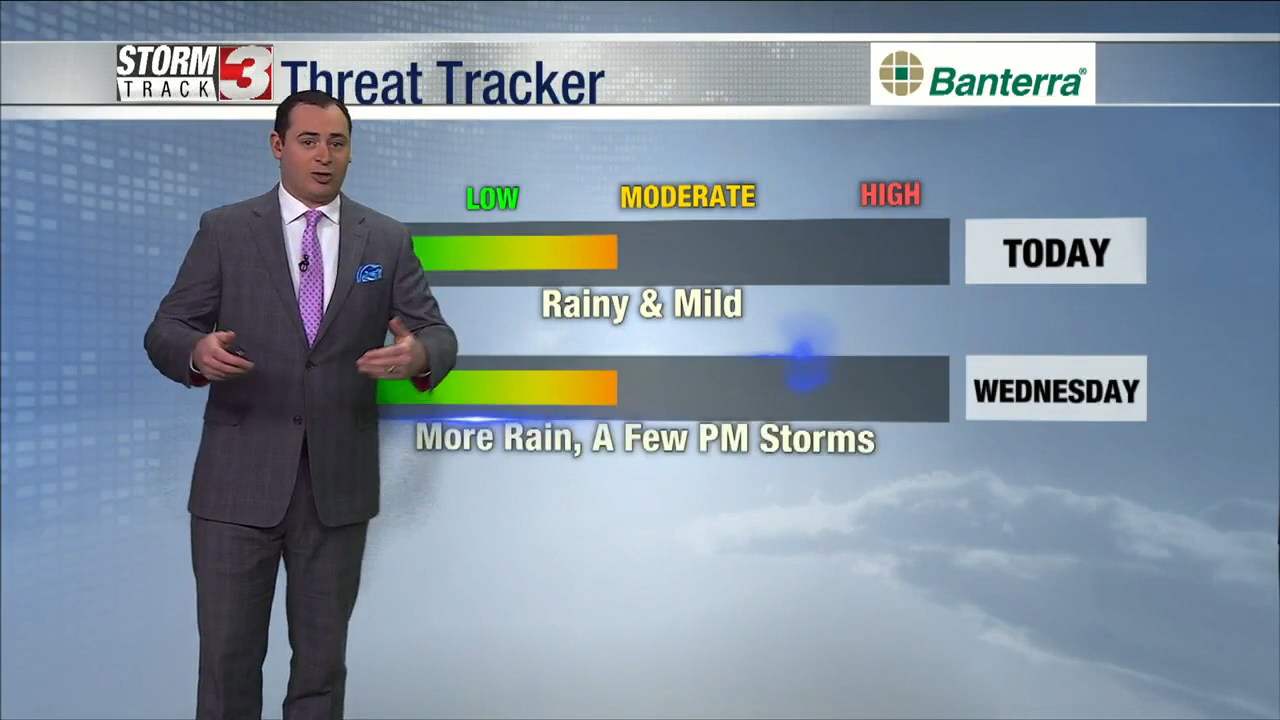 STORM TRACK 3
Threat Tracker
Banterra®
LOW MODERATE HIGH
TODAY
Rainy & Mild
WEDNESDAY
More Rain, A Few PM Storms